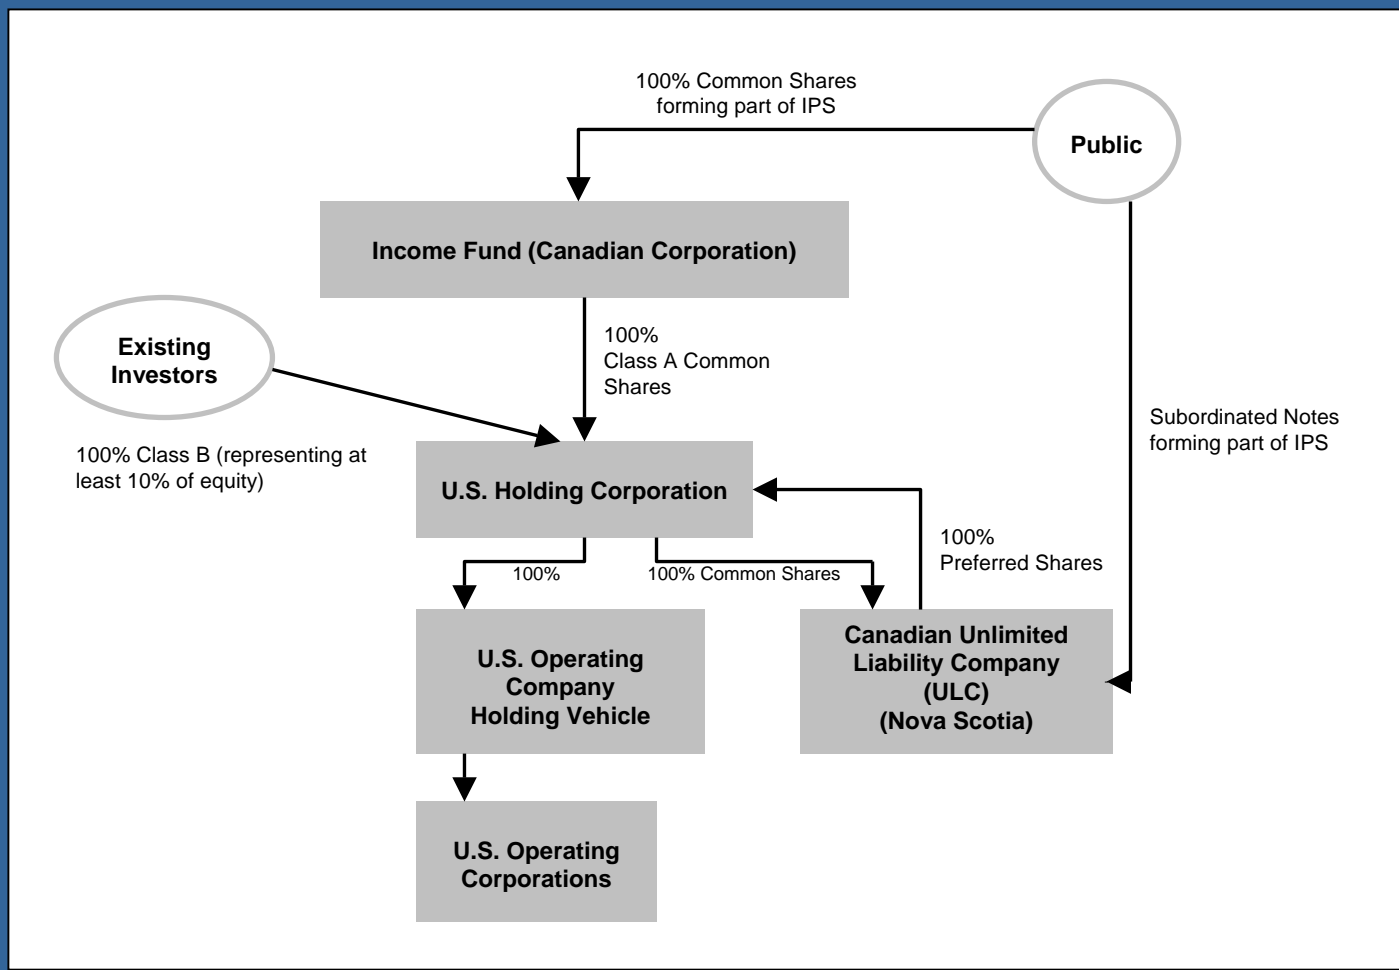 100% Common Shares
forming part of IPS
Public
Income Fund (Canadian Corporation)
Existing
Investors
100%
Class A Common
Shares
Subordinated Notes
forming part of IPS
100% Class B (representing at
least 10% of equity)
U.S. Holding Corporation
100%
Preferred Shares
100%
100% Common Shares
U.S. Operating
Company
Holding Vehicle
Canadian Unlimited
Liability Company
(ULC)
(Nova Scotia)
U.S. Operating
Corporations